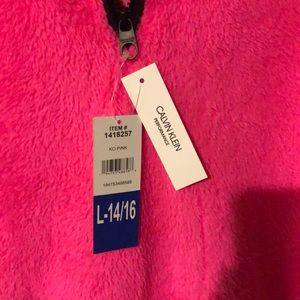 ITEM #
1418257
KO PINK
L-14/16
CALVIN KLEIN
PERFORMANCE